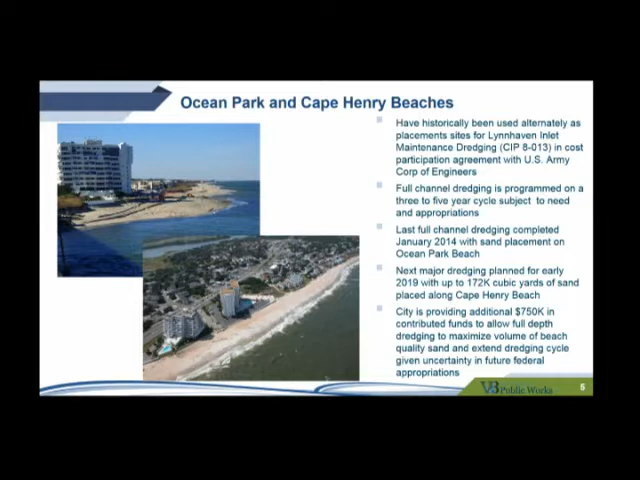 Ocean Park and Cape Henry Beaches
Have historically been used alternately as
placements sites for Lynnhaven Inlet
Maintenance Dredging (CIP 8-013) in cost
participation agreement with U.S. Army
Corp of Engineers
Full channel dredging is programmed on a
three to five year cycle subject to need
and appropriations
Last full channel dredging completed
January 2014 with sand placement on
Ocean Park Beach
Next major dredging planned for early
2019 with up to 172K cubic yards of sand
placed along Cape Henry Beach
City is providing additional $750K in
contributed funds to allow full depth
dredging to maximize volume of beach
quality sand and extend dredging cycle
given uncertainty in future federal
appropriations
VB Public Works
5